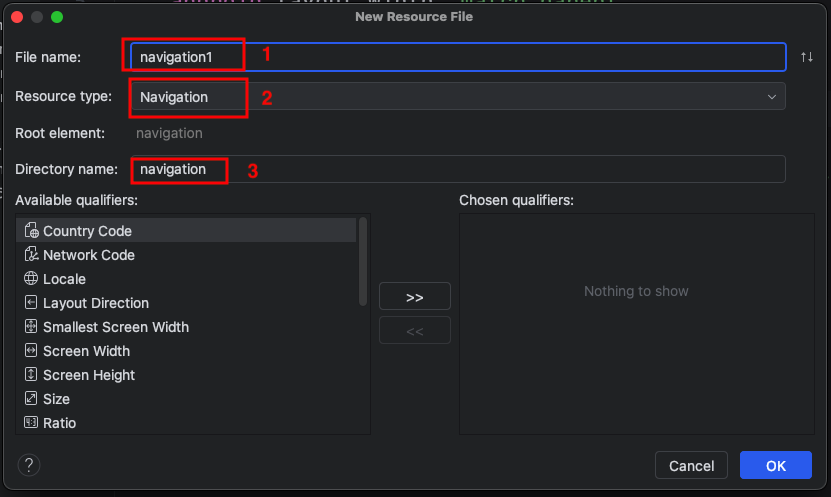 New Resource File
File name: navigation1 1
Resource type: Navigation 2
Root element: navigation
Directory name: navigation 3
Available qualifiers: Chosen qualifiers:
Country Code
Network Code
Locale
Layout Direction
Smallest Screen Width
Screen Width
Screen Height
Size
Ratio
>>
<<
Nothing to show
?
Cancel OK